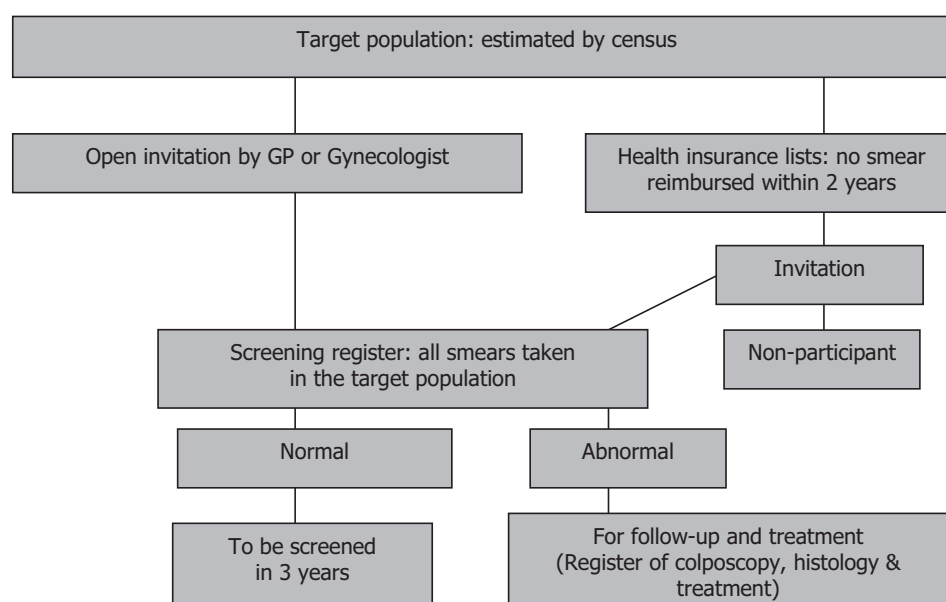 Target population: estimated by census
Open invitation by GP or Gynecologist
Health insurance lists: no smear
reimbursed within 2 years
Invitation
Screening register: all smears taken
in the target population
Non-participant
Normal
Abnormal
To be screened
in 3 years
For follow-up and treatment
(Register of colposcopy, histology &
treatment)